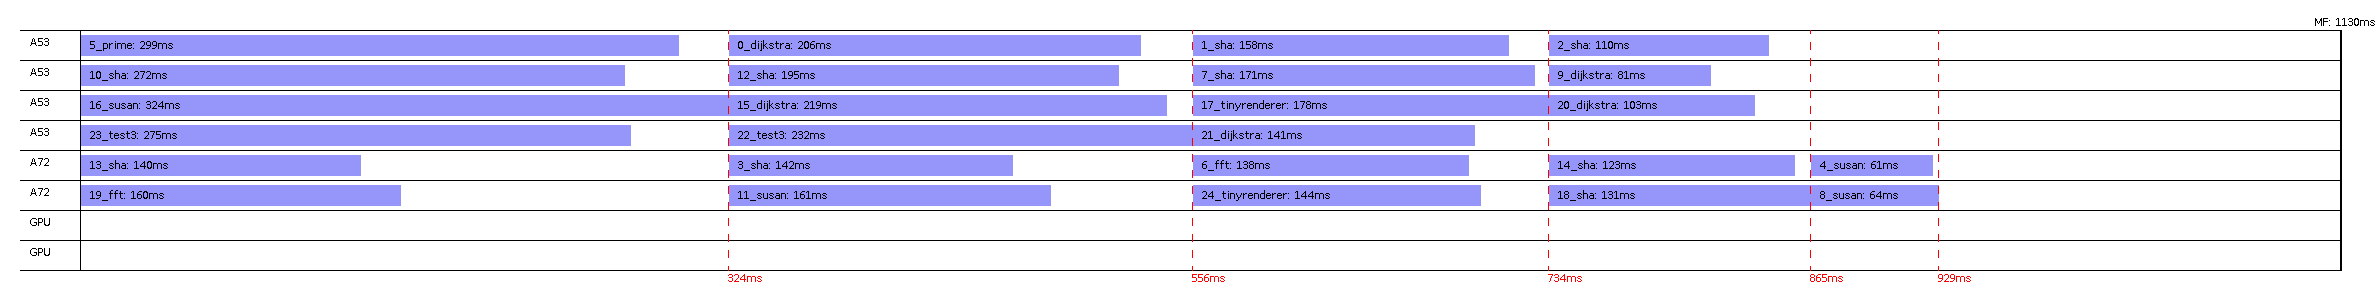 MF: 1130ms
A53 5_prime: 299ms 0_dijkstra: 206ms 1_sha: 158ms 2_sha: 110ms
A53 10_sha: 272ms 12_sha: 195ms 7_sha: 171ms 9_dijkstra: 81ms
A53 16_susan: 324ms 15_dijkstra: 219ms 17_tinyrenderer: 178ms 20_dijkstra: 103ms
A53 23_test3: 275ms 22_test3: 232ms 21_dijkstra: 141ms
A72 13_sha: 140ms 3_sha: 142ms 6_fft: 138ms 14_sha: 123ms 4_susan: 61ms
A72 19_fft: 160ms 11_susan: 161ms 24_tinyrenderer: 144ms 18_sha: 131ms 8_susan: 64ms
GPU
GPU
324ms 556ms 734ms 865ms 929ms